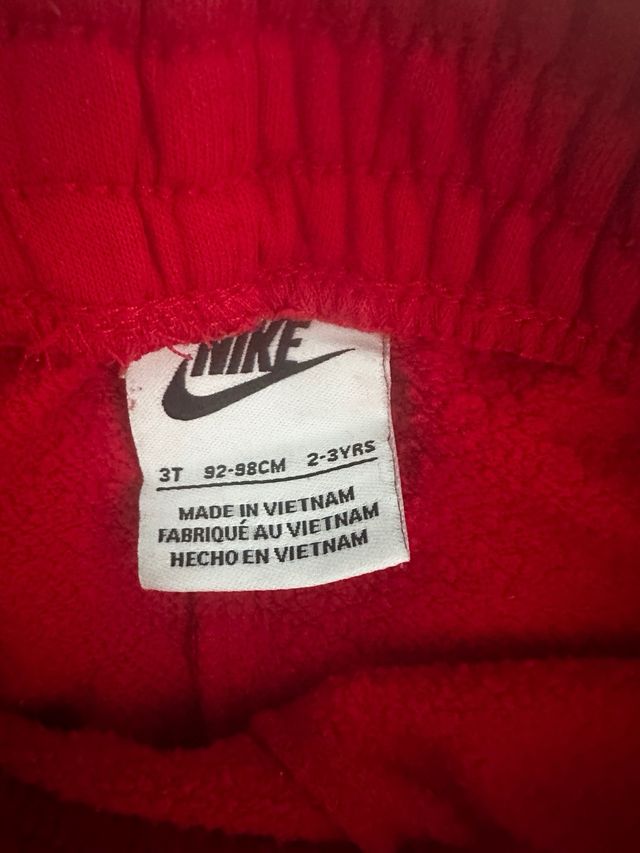 NIKE
3T 92-98CM 2-3YRS
MADE IN VIETNAM
FABRIQUÉ AU VIETNAM
HECHO EN VIETNAM